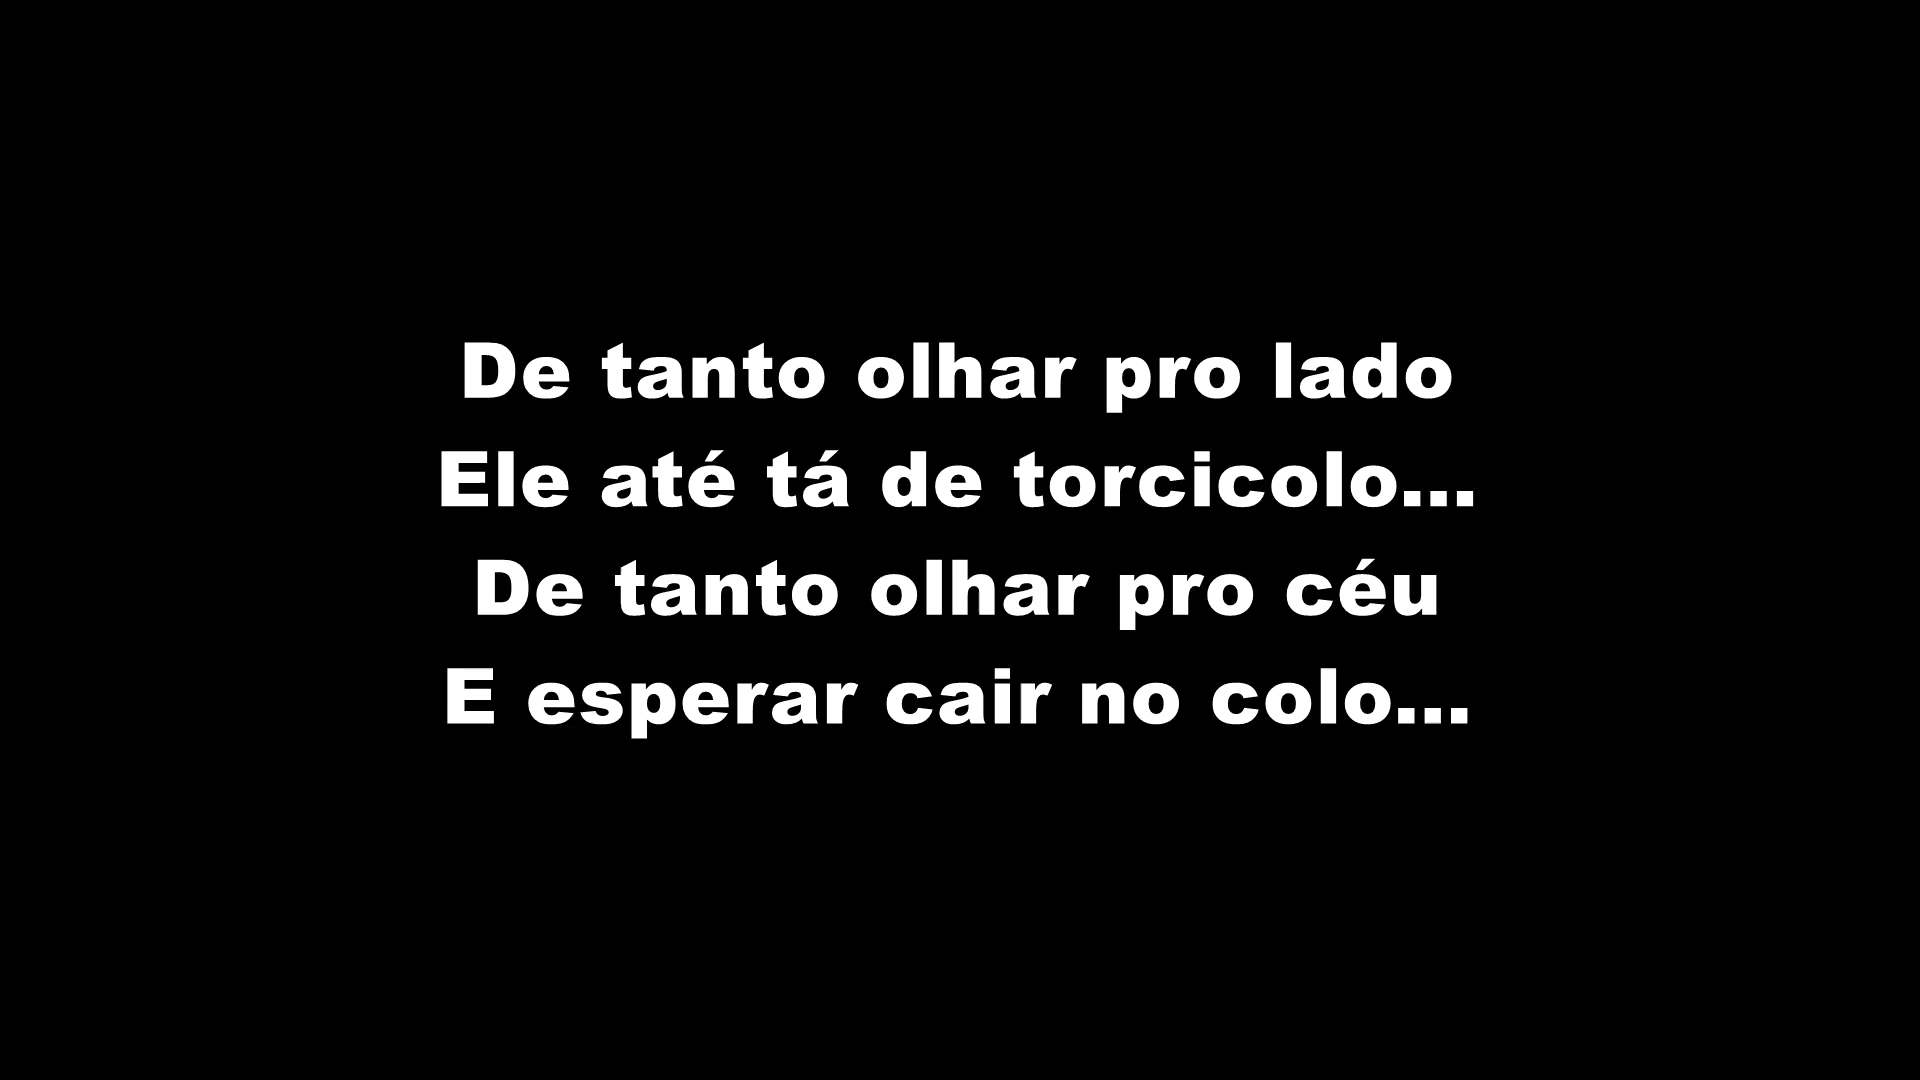 De tanto olhar pro lado
Ele até tá de torcicolo...
De tanto olhar pro céu
E esperar cair no colo...